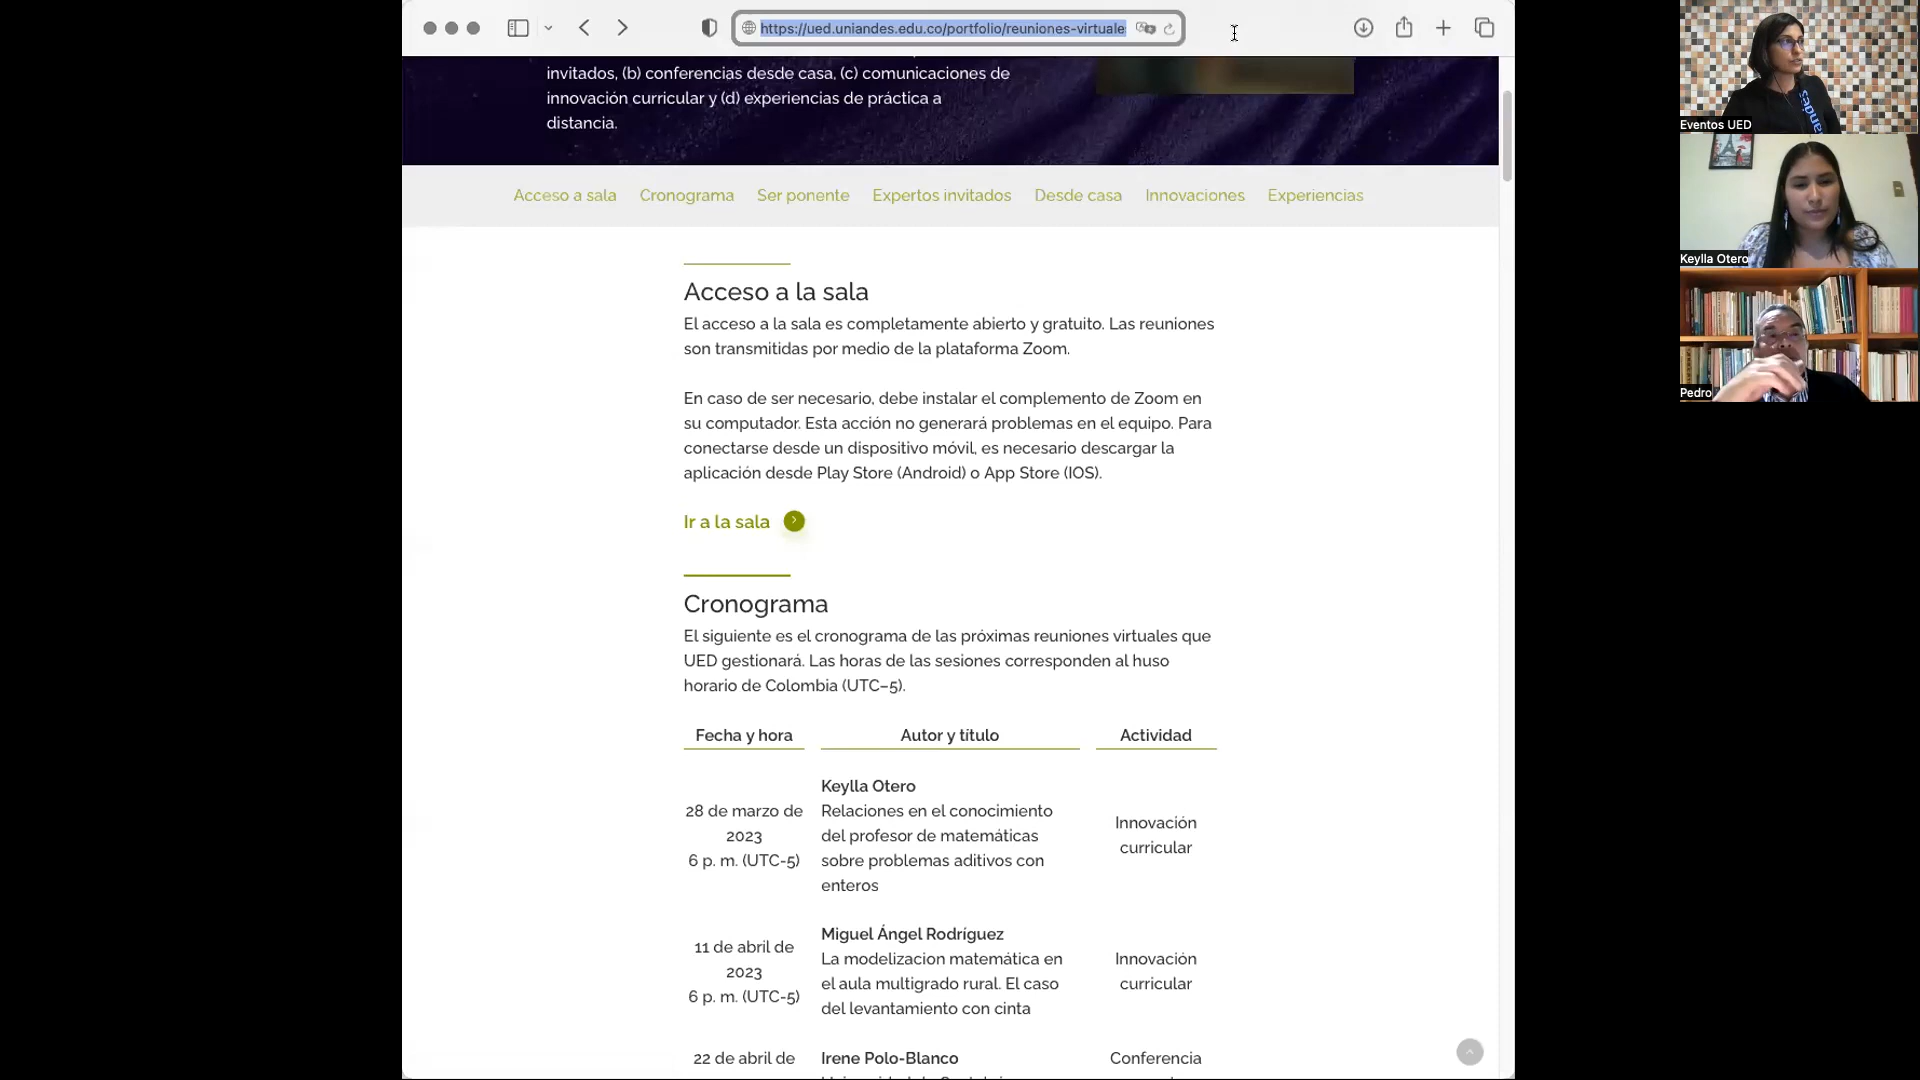 https://ued.uniandes.edu.co/portfolio/reuniones-virtuale
invitados, (b) conferencias desde casa, (c) comunicaciones de
innovación curricular y (d) experiencias de práctica a
distancia.
Acceso a sala Cronograma Ser ponente Expertos invitados Desde casa Innovaciones Experiencias
Acceso a la sala
El acceso a la sala es completamente abierto y gratuito. Las reuniones
son transmitidas por medio de la plataforma Zoom.
En caso de ser necesario, debe instalar el complemento de Zoom en
su computador. Esta acción no generará problemas en el equipo. Para
conectarse desde un dispositivo móvil, es necesario descargar la
aplicación desde Play Store (Android) o App Store (IOS).
Ir a la sala
Cronograma
El siguiente es el cronograma de las próximas reuniones virtuales que
UED gestionará. Las horas de las sesiones corresponden al huso
horario de Colombia (UTC–5).
Fecha y hora Autor y título Actividad
28 de marzo de
2023
6 p. m. (UTC-5)
Keylla Otero
Relaciones en el conocimiento
del profesor de matemáticas
sobre problemas aditivos con
enteros
Innovación
curricular
11 de abril de
2023
6 p. m. (UTC-5)
Miguel Ángel Rodríguez
La modelizacion matemática en
el aula multigrado rural. El caso
del levantamiento con cinta
Innovación
curricular
22 de abril de
Irene Polo-Blanco
Conferencia
Eventos UED
Keylla Otero
Pedro